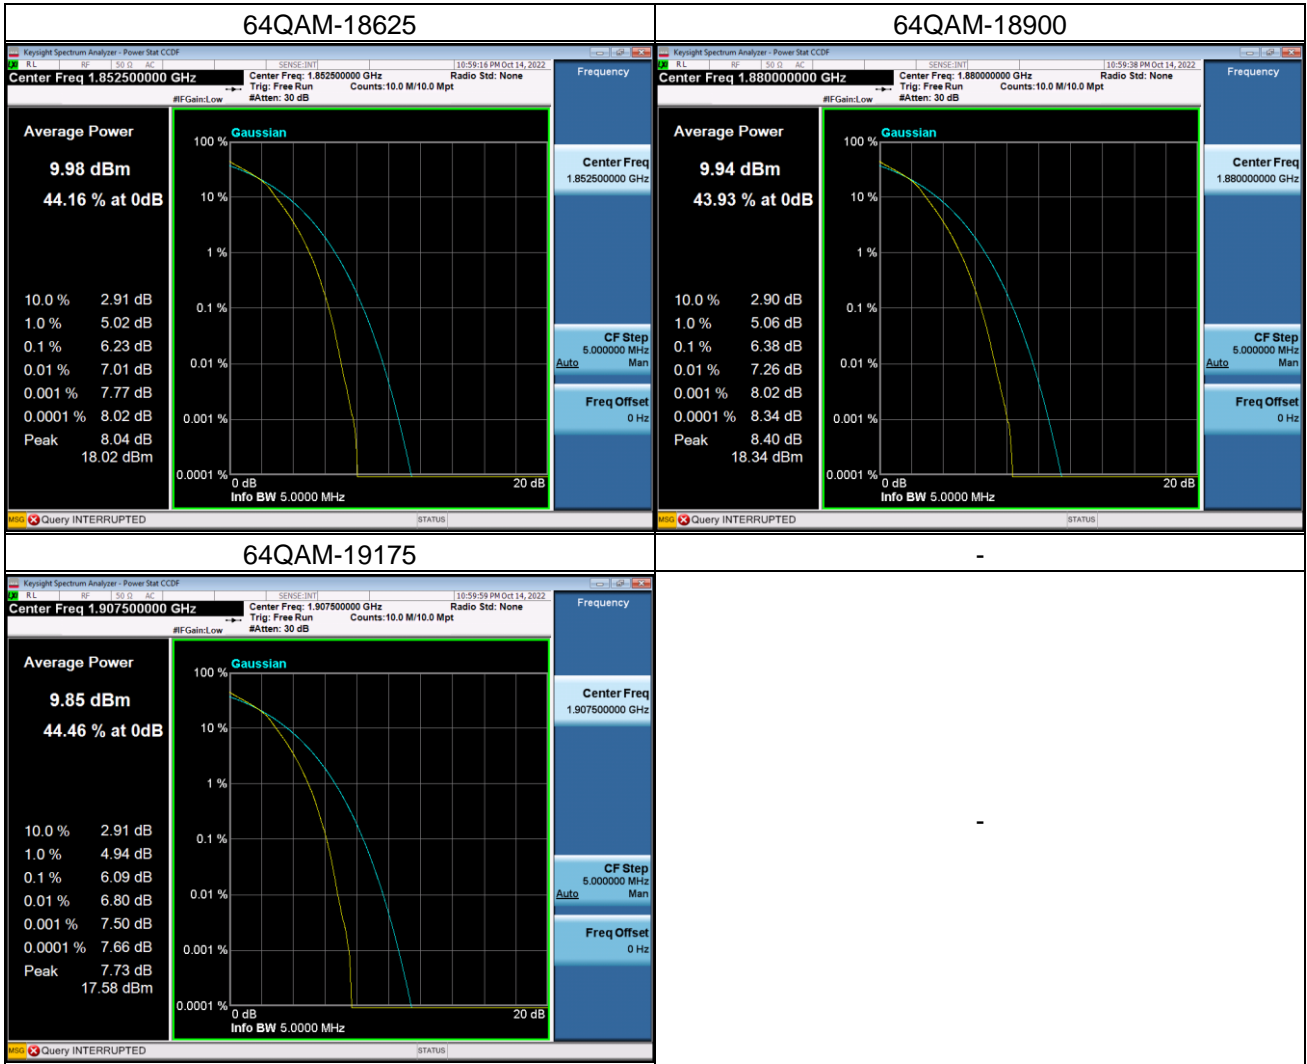 64QAM-18625
Keysight Spectrum Analyzer - Power Stat CCDF
RL RF 50 Ω AC SENSE:INT 10:59:16 PM Oct 14, 2022
Center Freq 1.852500000 GHz
Center Freq: 1.852500000 GHz Radio Std: None
Trig: Free Run Counts:10.0 M/10.0 Mpt
#IFGain:Low #Atten: 30 dB
Frequency
Average Power
9.98 dBm
44.16 % at 0dB
10.0 % 2.91 dB
1.0 % 5.02 dB
0.1 % 6.23 dB
0.01 % 7.01 dB
0.001 % 7.77 dB
0.0001 % 8.02 dB
Peak 8.04 dB
18.02 dBm
Gaussian
100 %
10 %
1 %
0.1 %
0.01 %
0.001 %
0.0001 %
0 dB 20 dB
Info BW 5.0000 MHz
Center Freq
1.852500000 GHz
CF Step
5.000000 MHz
Auto Man
Freq Offset
0 Hz
MSG Query INTERRUPTED STATUS
64QAM-18900
Keysight Spectrum Analyzer - Power Stat CCDF
RL RF 50 Ω AC SENSE:INT 10:59:38 PM Oct 14, 2022
Center Freq 1.880000000 GHz
Center Freq: 1.880000000 GHz Radio Std: None
Trig: Free Run Counts:10.0 M/10.0 Mpt
#IFGain:Low #Atten: 30 dB
Frequency
Average Power
9.94 dBm
43.93 % at 0dB
10.0 % 2.90 dB
1.0 % 5.06 dB
0.1 % 6.38 dB
0.01 % 7.26 dB
0.001 % 8.02 dB
0.0001 % 8.34 dB
Peak 8.40 dB
18.34 dBm
Gaussian
100 %
10 %
1 %
0.1 %
0.01 %
0.001 %
0.0001 %
0 dB 20 dB
Info BW 5.0000 MHz
Center Freq
1.880000000 GHz
CF Step
5.000000 MHz
Auto Man
Freq Offset
0 Hz
MSG Query INTERRUPTED STATUS
64QAM-19175
Keysight Spectrum Analyzer - Power Stat CCDF
RL RF 50 Ω AC SENSE:INT 10:59:59 PM Oct 14, 2022
Center Freq 1.907500000 GHz
Center Freq: 1.907500000 GHz Radio Std: None
Trig: Free Run Counts:10.0 M/10.0 Mpt
#IFGain:Low #Atten: 30 dB
Frequency
Average Power
9.85 dBm
44.46 % at 0dB
10.0 % 2.91 dB
1.0 % 4.94 dB
0.1 % 6.09 dB
0.01 % 6.80 dB
0.001 % 7.50 dB
0.0001 % 7.66 dB
Peak 7.73 dB
17.58 dBm
Gaussian
100 %
10 %
1 %
0.1 %
0.01 %
0.001 %
0.0001 %
0 dB 20 dB
Info BW 5.0000 MHz
Center Freq
1.907500000 GHz
CF Step
5.000000 MHz
Auto Man
Freq Offset
0 Hz
MSG Query INTERRUPTED STATUS
-
-